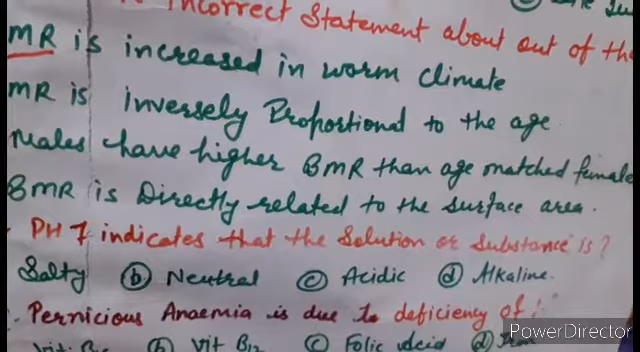 Incorrect Statement about out of the
MR is increased in worm climate
MR is inversely Proportional to the age.
Males have higher BMR than age matched female
BMR is Directly related to the surface area.
PH 7 indicates that the Solution or Substance is?
Salty (b) Neutral (c) Acidic (d) Alkaline.
Pernicious Anaemia is due to deficiency of :
(b) Vit B12 (c) Folic acid (d)
PowerDirector